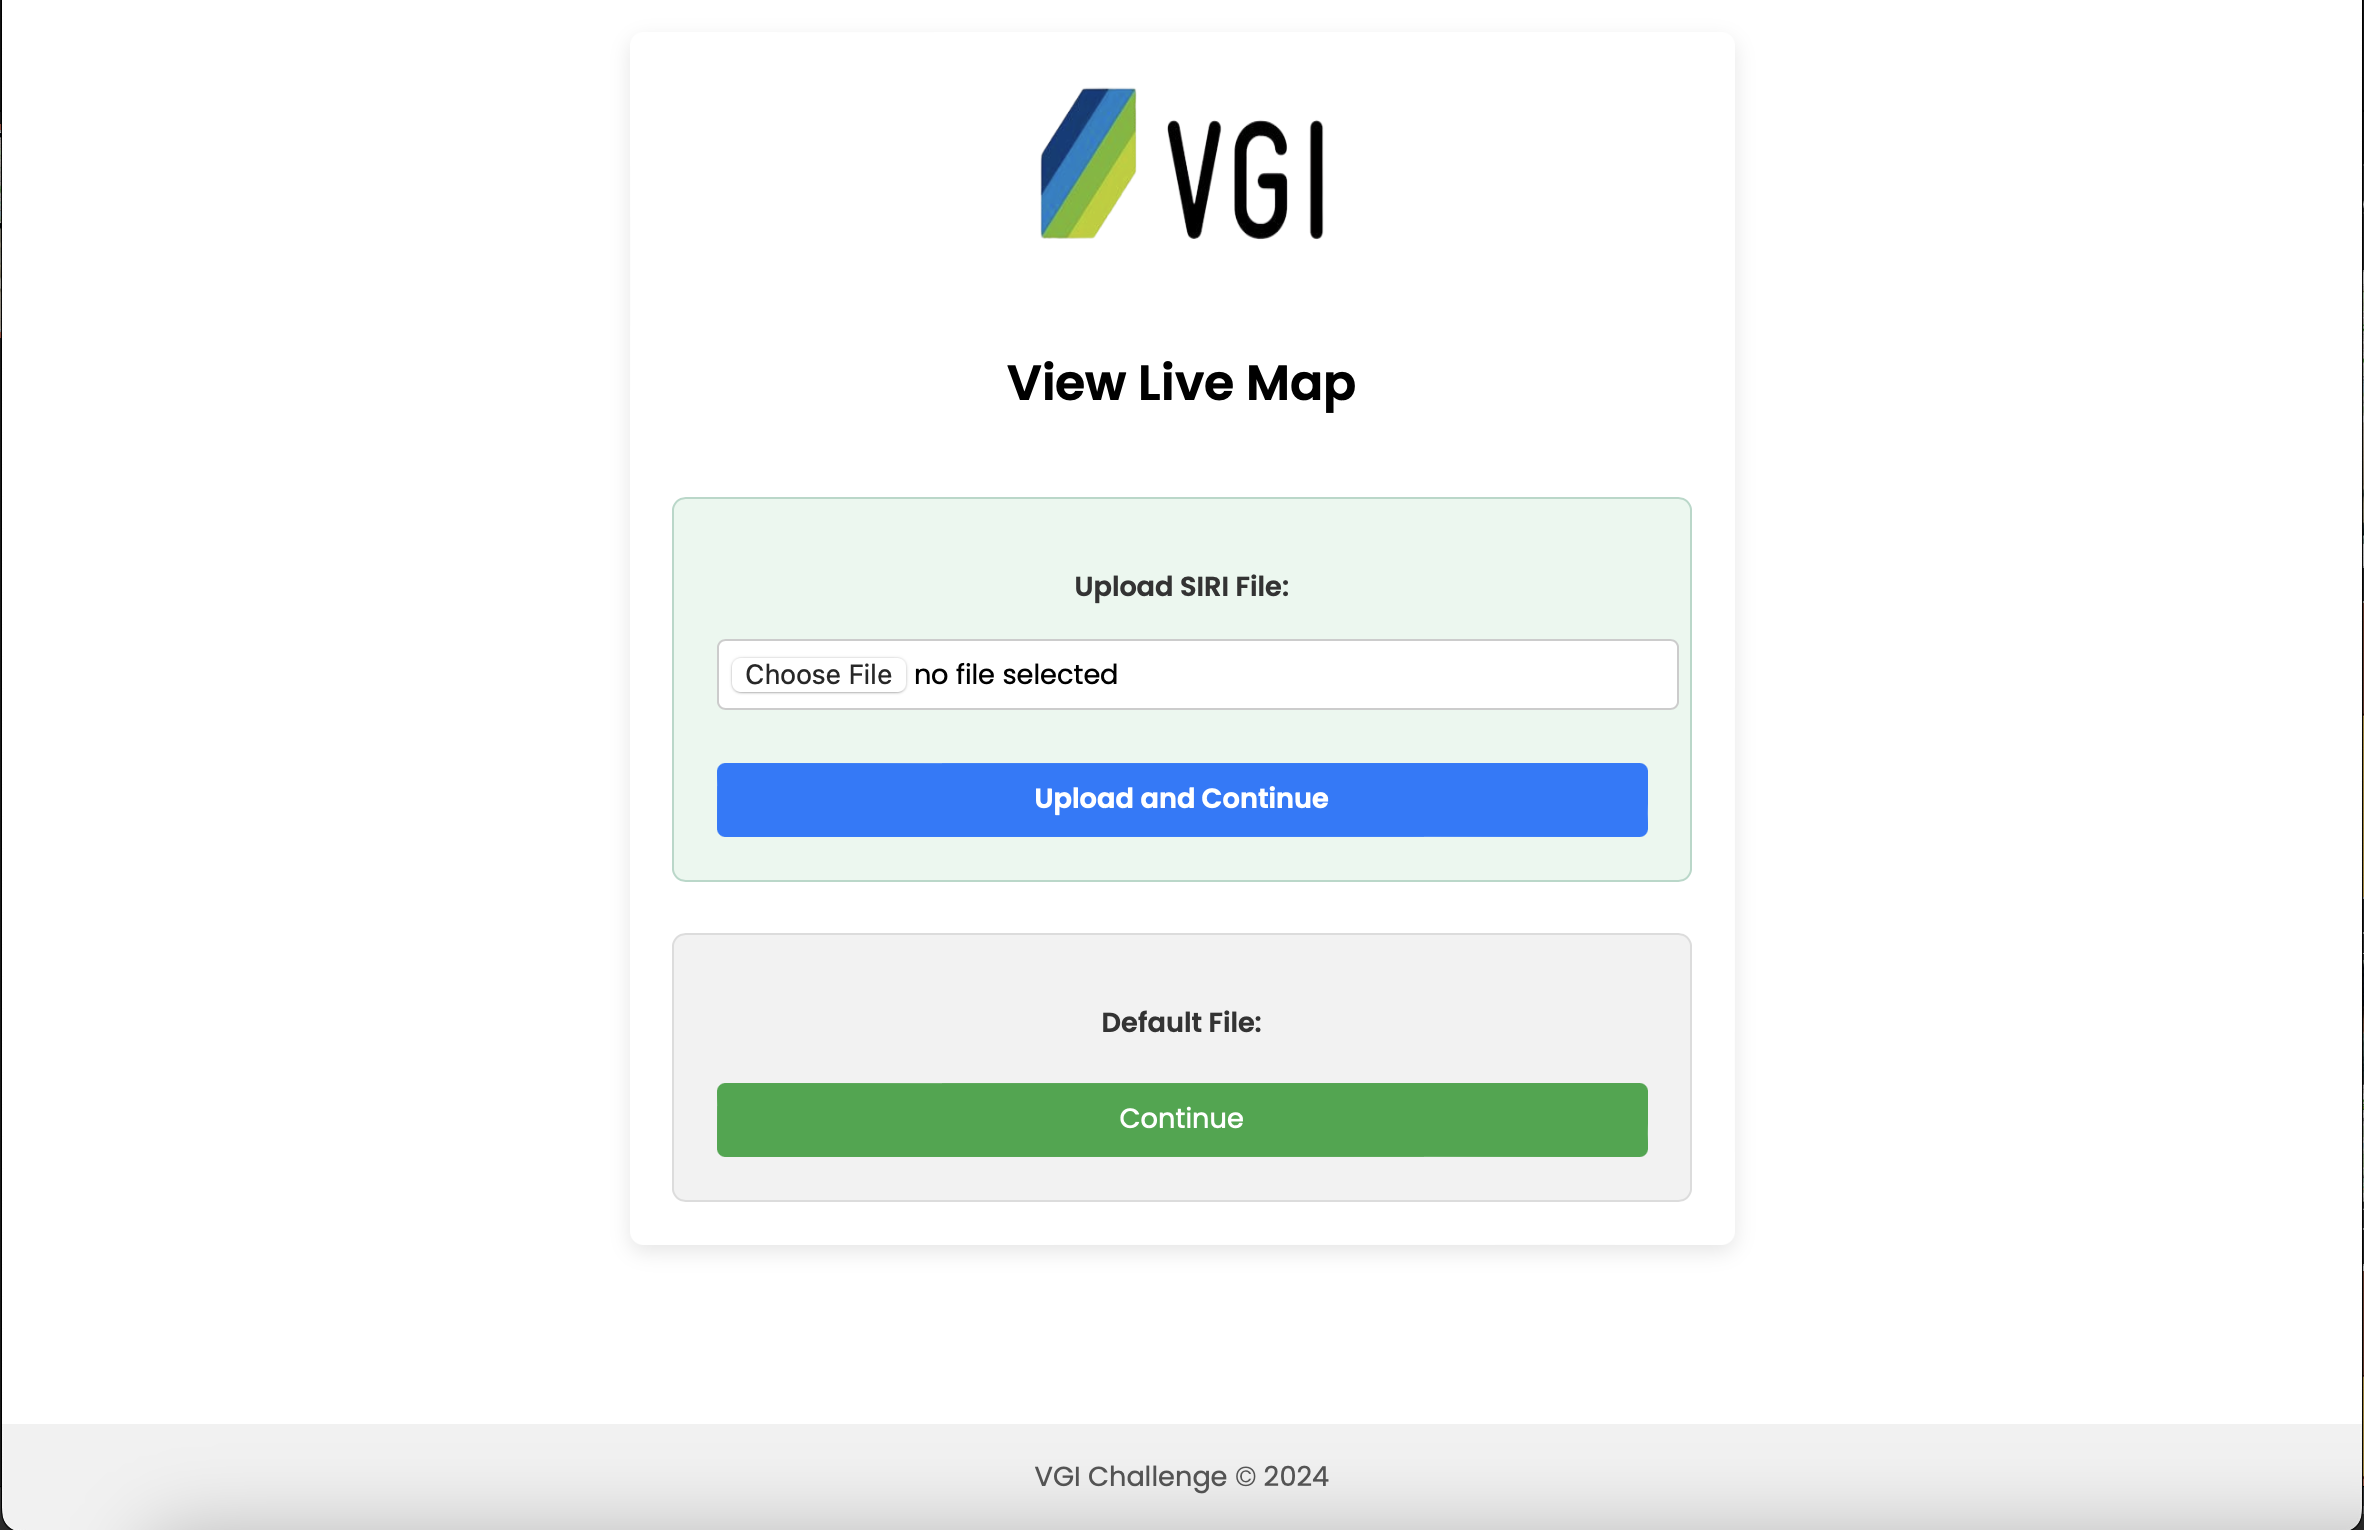 VGI
View Live Map
Upload SIRI File:
Choose File no file selected
Upload and Continue
Default File:
Continue
VGI Challenge © 2024